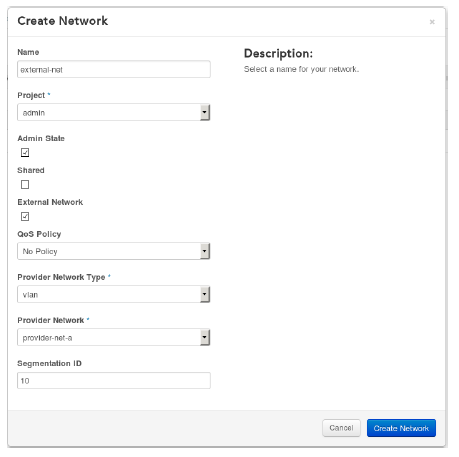 Create Network
×
Name
external-net
Project *
admin
Admin State
Shared
External Network
QoS Policy
No Policy
Provider Network Type *
vlan
Provider Network *
provider-net-a
Segmentation ID
10
Description:
Select a name for your network.
Cancel
Create Network